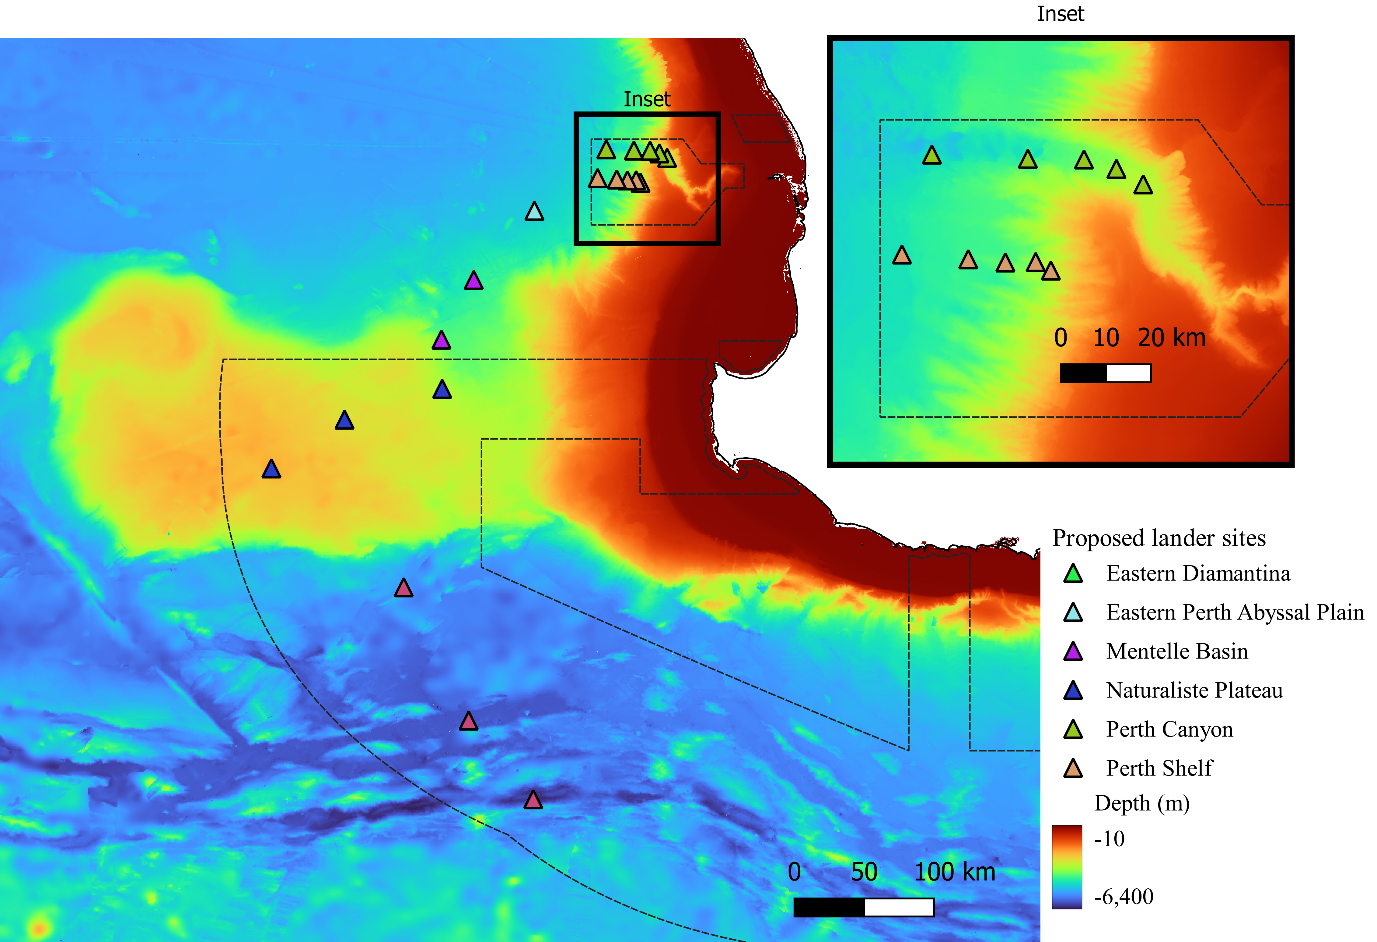 Inset
Inset
0 10 20 km
Proposed lander sites
Eastern Diamantina
Eastern Perth Abyssal Plain
Mentelle Basin
Naturaliste Plateau
Perth Canyon
Perth Shelf
Depth (m)
-10
-6,400
0 50 100 km